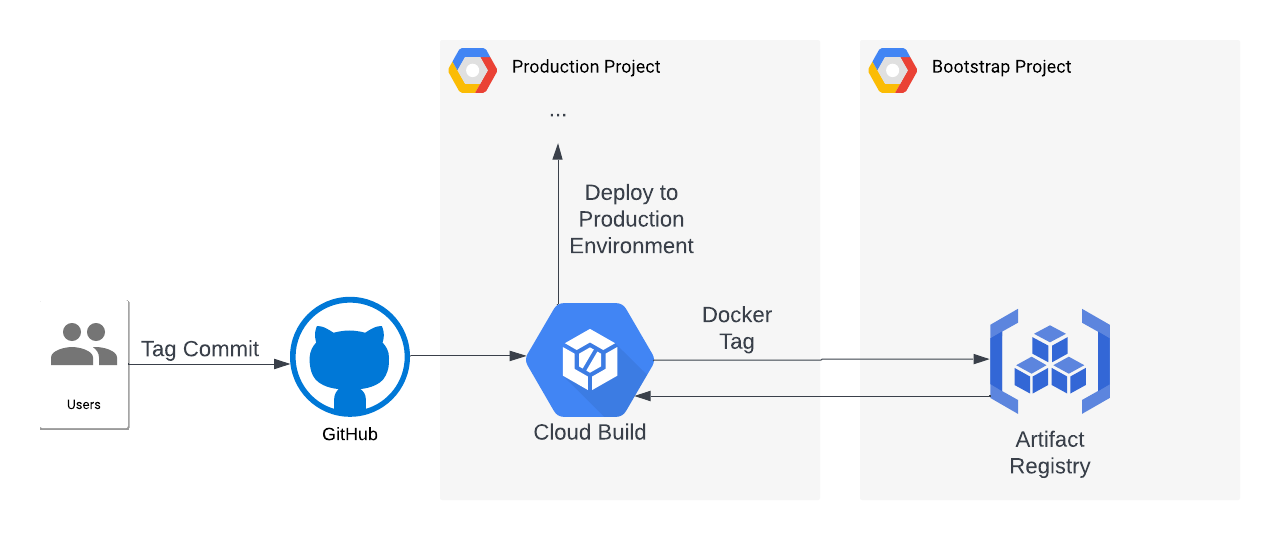 Production Project
Bootstrap Project
...
Deploy to
Production
Environment
Docker
Tag
Tag Commit
Users
GitHub
Cloud Build
Artifact
Registry